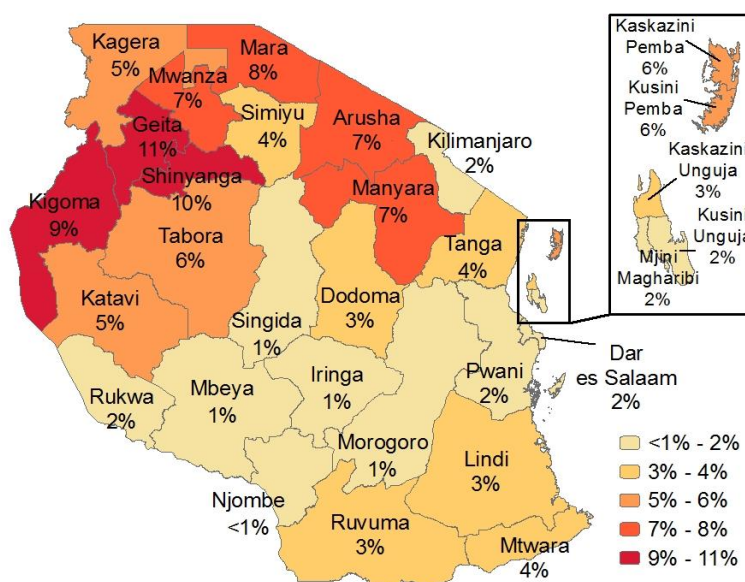 Kagera
5%
Mara
8%
Mwanza
7%
Simiyu
4%
Arusha
7%
Kilimanjaro
2%
Geita
11%
Shinyanga
10%
Kigoma
9%
Manyara
7%
Tabora
6%
Tanga
4%
Katavi
5%
Dodoma
3%
Singida
1%
Rukwa
2%
Mbeya
1%
Iringa
1%
Morogoro
1%
Pwani
2%
Dar
es Salaam
2%
Njombe
<1%
Lindi
3%
Ruvuma
3%
Mtwara
4%
Kaskazini
Pemba
6%
Kusini
Pemba
6%
Kaskazini
Unguja
3%
Kusini
Unguja
2%
Mjini
Magharibi
2%
<1% - 2%
3% - 4%
5% - 6%
7% - 8%
9% - 11%